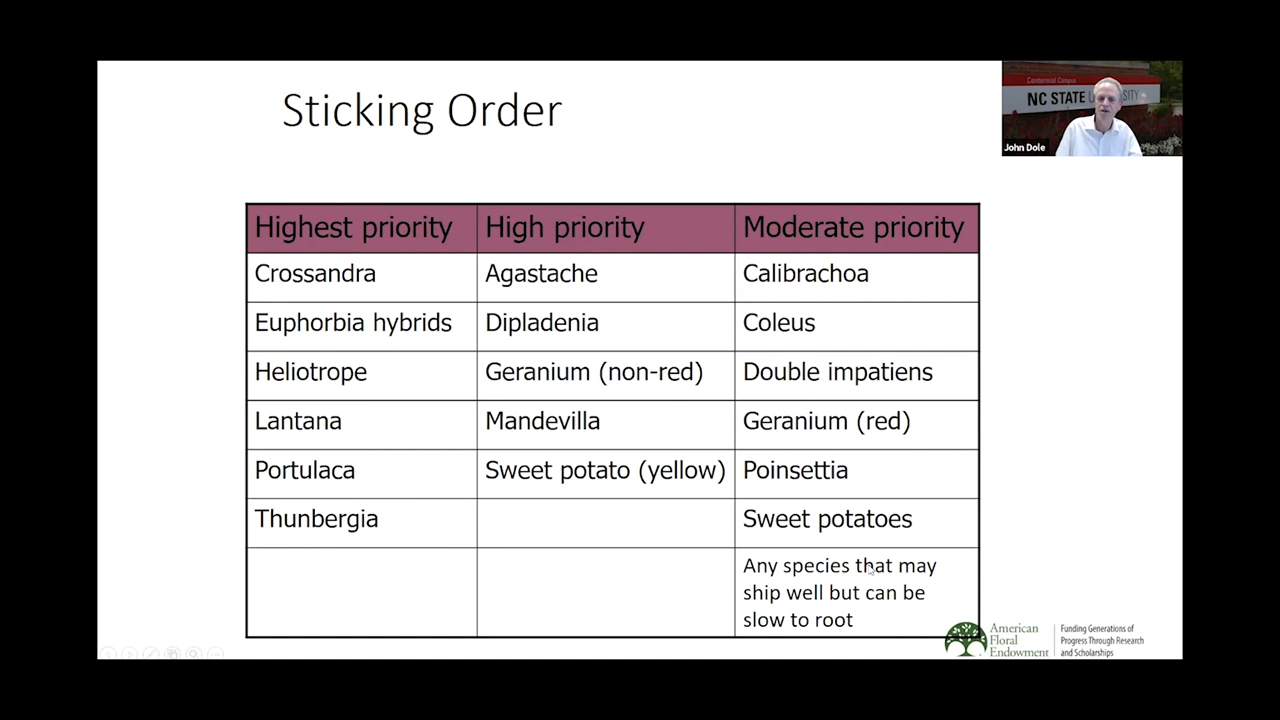 Sticking Order
Centennial Campus
NC STATE UNIVERSITY
John Dole
Highest priority
High priority
Moderate priority
Crossandra
Agastache
Calibrachoa
Euphorbia hybrids
Dipladenia
Coleus
Heliotrope
Geranium (non-red)
Double impatiens
Lantana
Mandevilla
Geranium (red)
Portulaca
Sweet potato (yellow)
Poinsettia
Thunbergia
Sweet potatoes
Any species that may
ship well but can be
slow to root
American
Floral
Endowment
Funding Generations of
Progress Through Research
and Scholarships